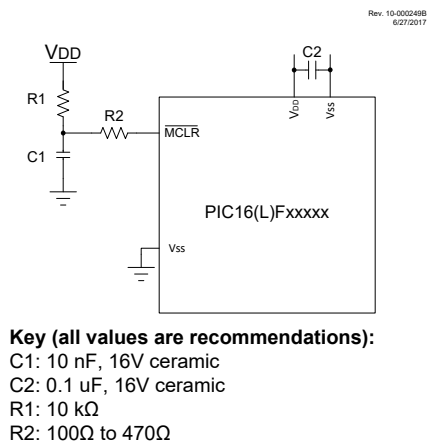 Rev. 10-000249B
6/27/2017
VDD
C2
R1
R2
VDD
Vss
MCLR
C1
PIC16(L)Fxxxxx
Vss
Key (all values are recommendations):
C1: 10 nF, 16V ceramic
C2: 0.1 uF, 16V ceramic
R1: 10 kΩ
R2: 100Ω to 470Ω